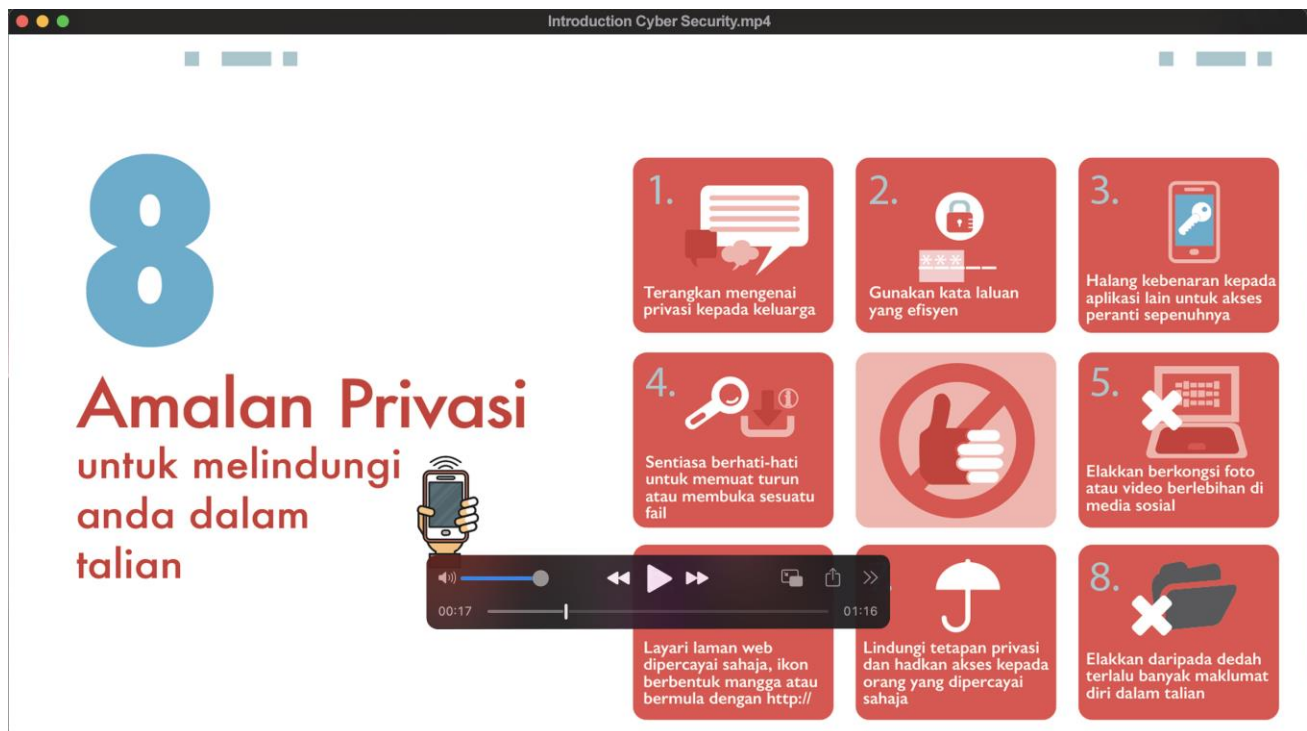 Introduction Cyber Security.mp4
8
Amalan Privasi
untuk melindungi
anda dalam
talian
1.
Terangkan mengenai
privasi kepada keluarga
2.
***
Gunakan kata laluan
yang efisyen
3.
Halang kebenaran kepada
aplikasi lain untuk akses
peranti sepenuhnya
4.
Sentiasa berhati-hati
untuk memuat turun
atau membuka sesuatu
fail
5.
Elakkan berkongsi foto
atau video berlebihan di
media sosial
Layari laman web
dipercayai sahaja, ikon
berbentuk mangga atau
bermula dengan http://
Lindungi tetapan privasi
dan hadkan akses kepada
orang yang dipercayai
sahaja
8.
Elakkan daripada dedah
terlalu banyak maklumat
diri dalam talian
00:17
01:16